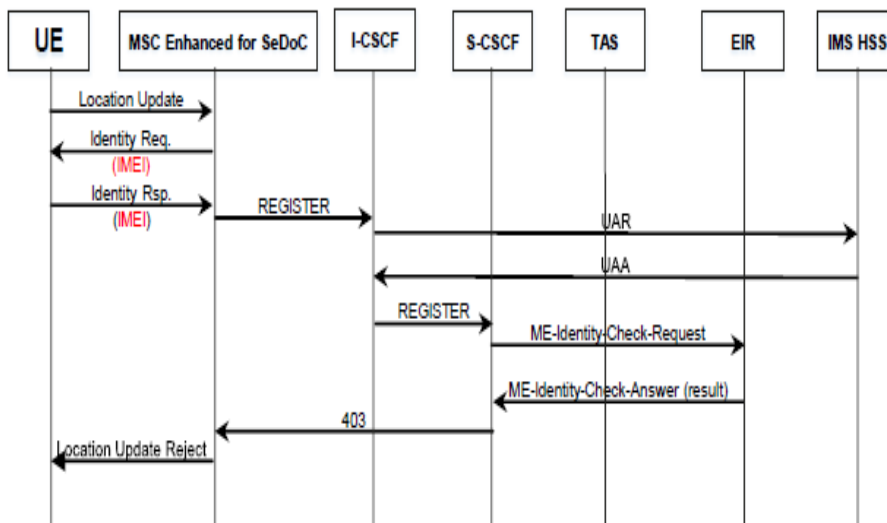 UE
MSC Enhanced for SeDoC
I-CSCF
S-CSCF
TAS
EIR
IMS HSS
Location Update
Identity Req.
(IMEI)
Identity Rsp.
(IMEI)
REGISTER
UAR
UAA
REGISTER
ME-Identity-Check-Request
ME-Identity-Check-Answer (result)
403
Location Update Reject